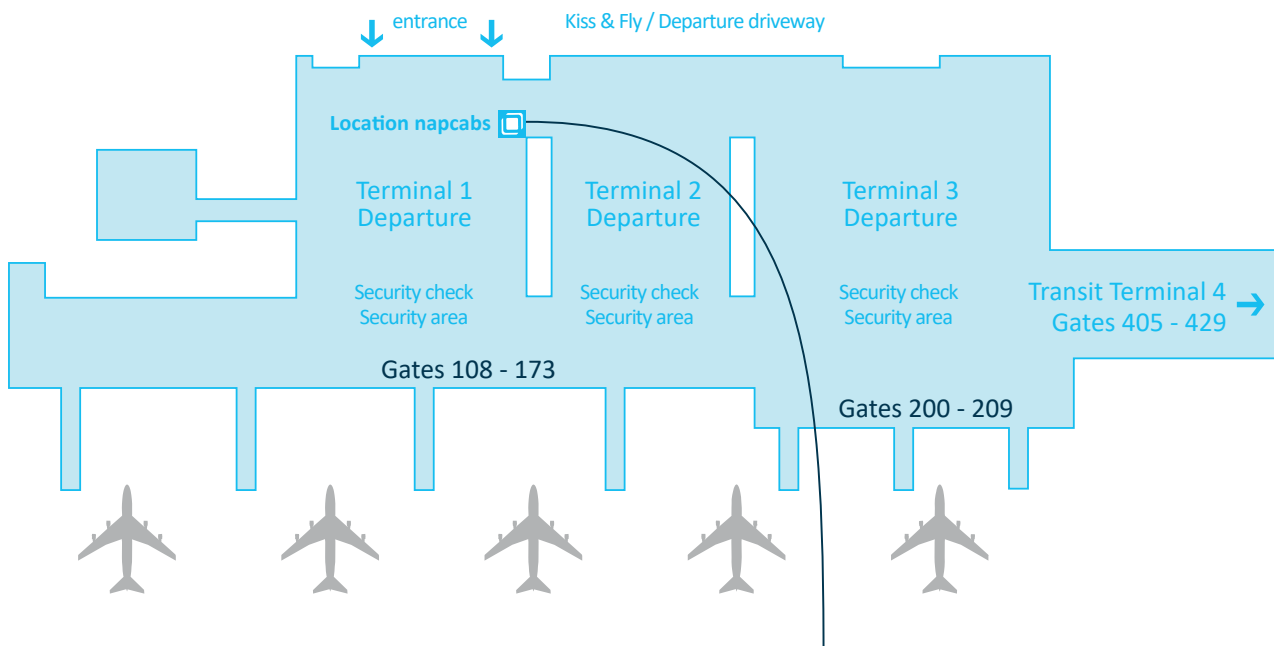 entrance
Kiss & Fly / Departure driveway
Location napcabs
Terminal 1
Departure
Terminal 2
Departure
Terminal 3
Departure
Security check
Security area
Security check
Security area
Security check
Security area
Transit Terminal 4
Gates 405 - 429
Gates 108 - 173
Gates 200 - 209